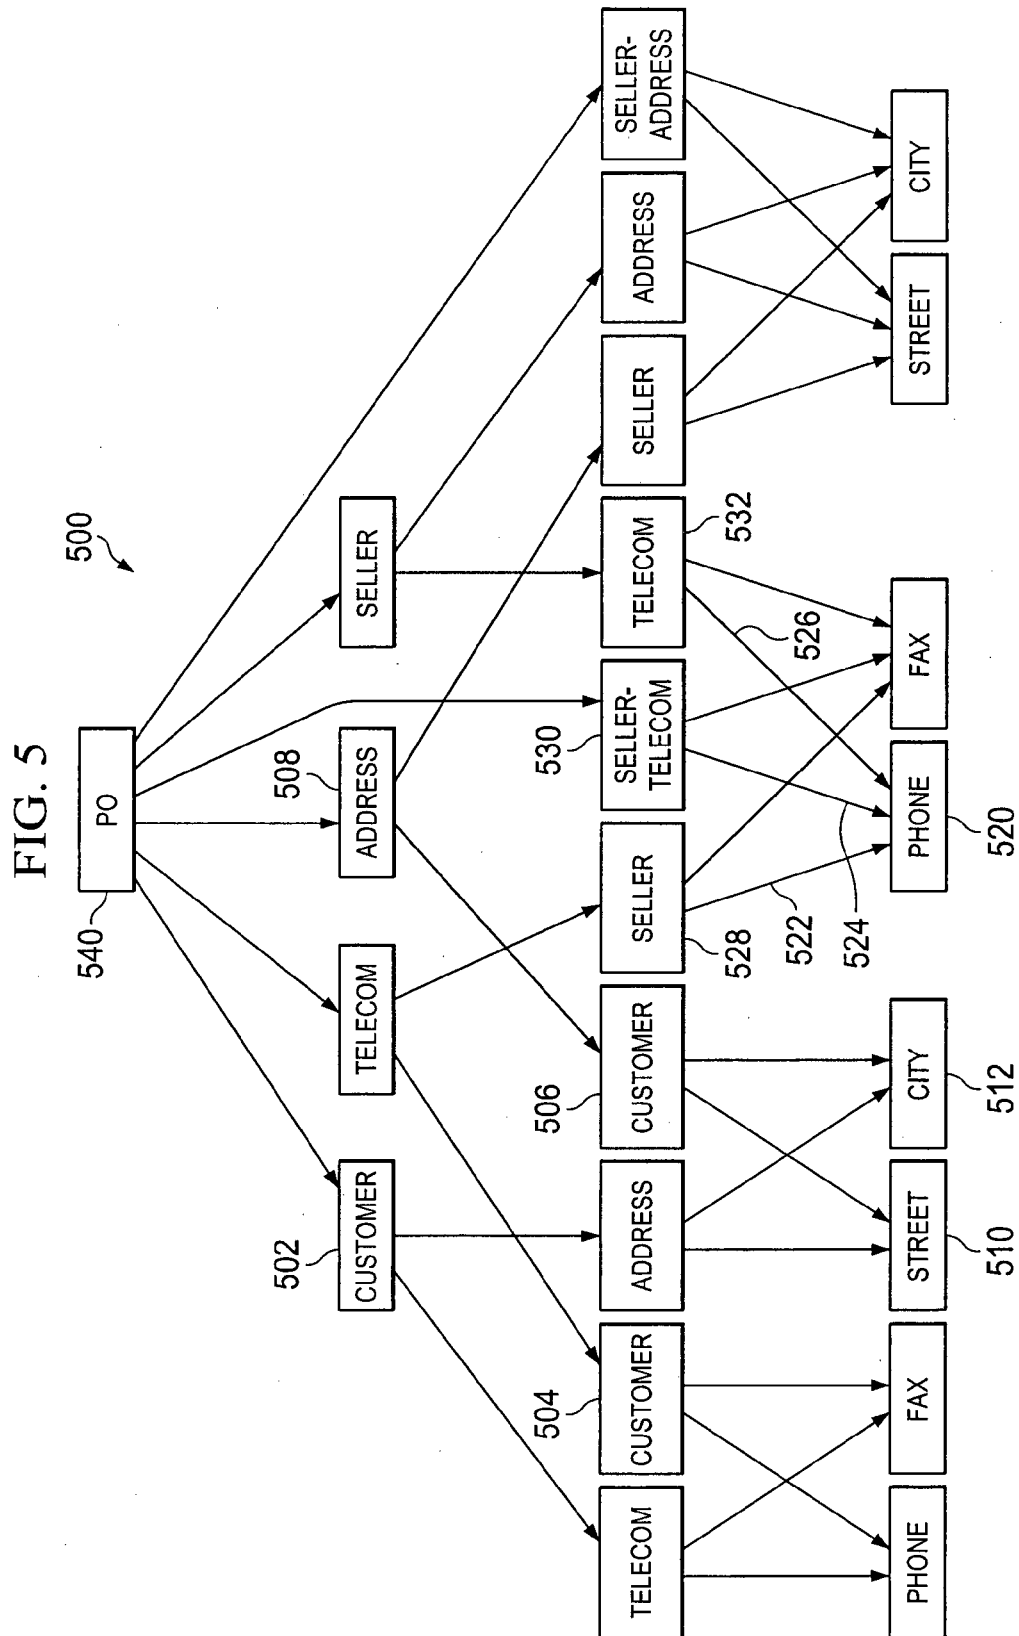 FIG. 5
500
540
PO
502
CUSTOMER
TELECOM
508
ADDRESS
SELLER
TELECOM
504
CUSTOMER
ADDRESS
506
CUSTOMER
528
SELLER
530
SELLER-
TELECOM
532
TELECOM
SELLER
ADDRESS
SELLER-
ADDRESS
522
524
526
PHONE
FAX
510
STREET
512
CITY
520
PHONE
FAX
STREET
CITY